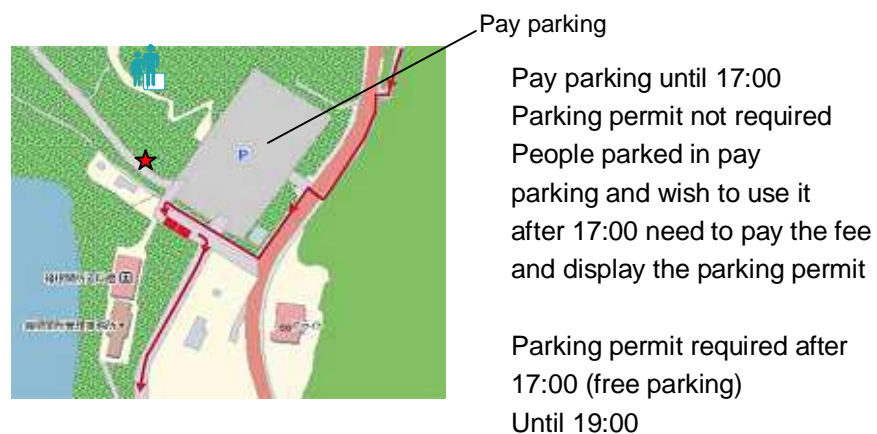 Pay parking
Pay parking until 17:00
Parking permit not required
People parked in pay
parking and wish to use it
after 17:00 need to pay the fee
and display the parking permit
Parking permit required after
17:00 (free parking)
Until 19:00
P